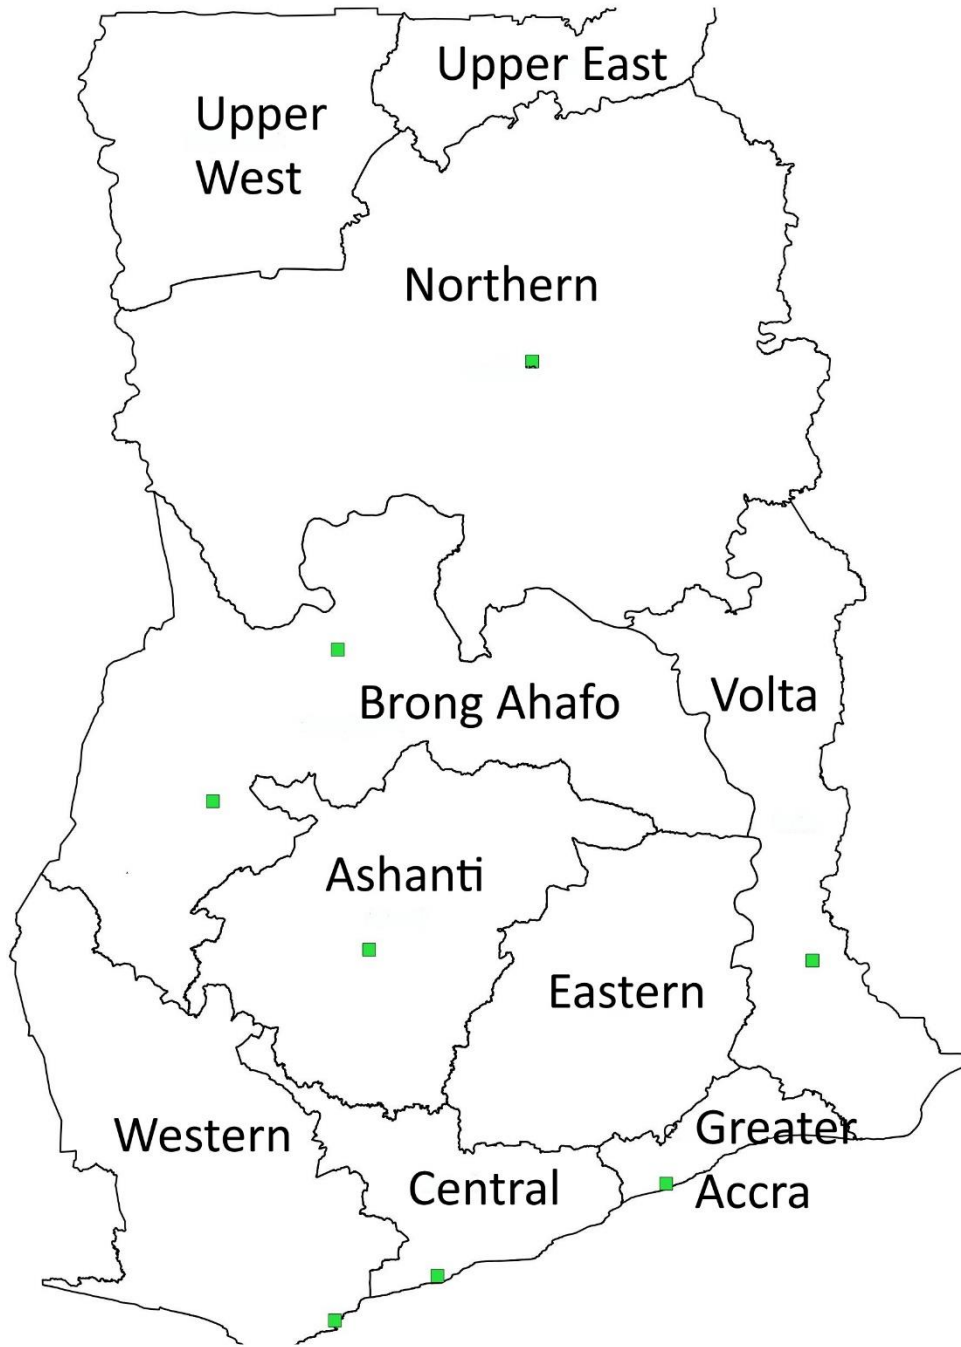 Upper East
Upper
West
Northern
Brong Ahafo
Volta
Ashanti
Eastern
Western
Greater
Central
Accra